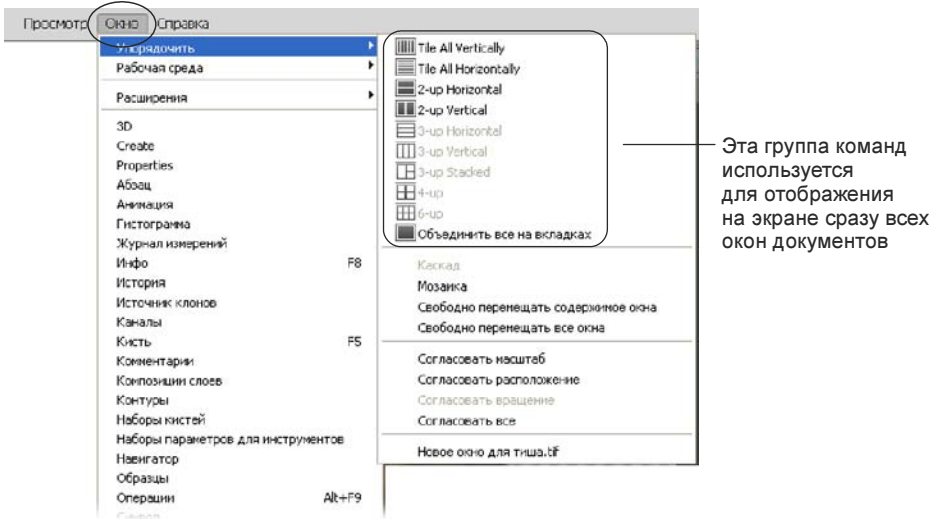 Просмотр Окно Справка
Упорядочить
Рабочая среда
Расширения
3D
Create
Properties
Абзац
Анимация
Гистограмма
Журнал измерений
Инфо F8
История
Источник клонов
Каналы
Кисть F5
Комментарии
Композиции слоев
Контуры
Наборы кистей
Наборы параметров для инструментов
Навигатор
Образцы
Операции Alt+F9
Tile All Vertically
Tile All Horizontally
2-up Horizontal
2-up Vertical
3-up Horizontal
3-up Vertical
3-up Stacked
4-up
6-up
Объединить все на вкладках
Каскад
Мозаика
Свободно перемещать содержимое окна
Свободно перемещать все окна
Согласовать масштаб
Согласовать расположение
Согласовать вращение
Согласовать все
Новое окно для тиша.tif
Эта группа команд
используется
для отображения
на экране сразу всех
окон документов